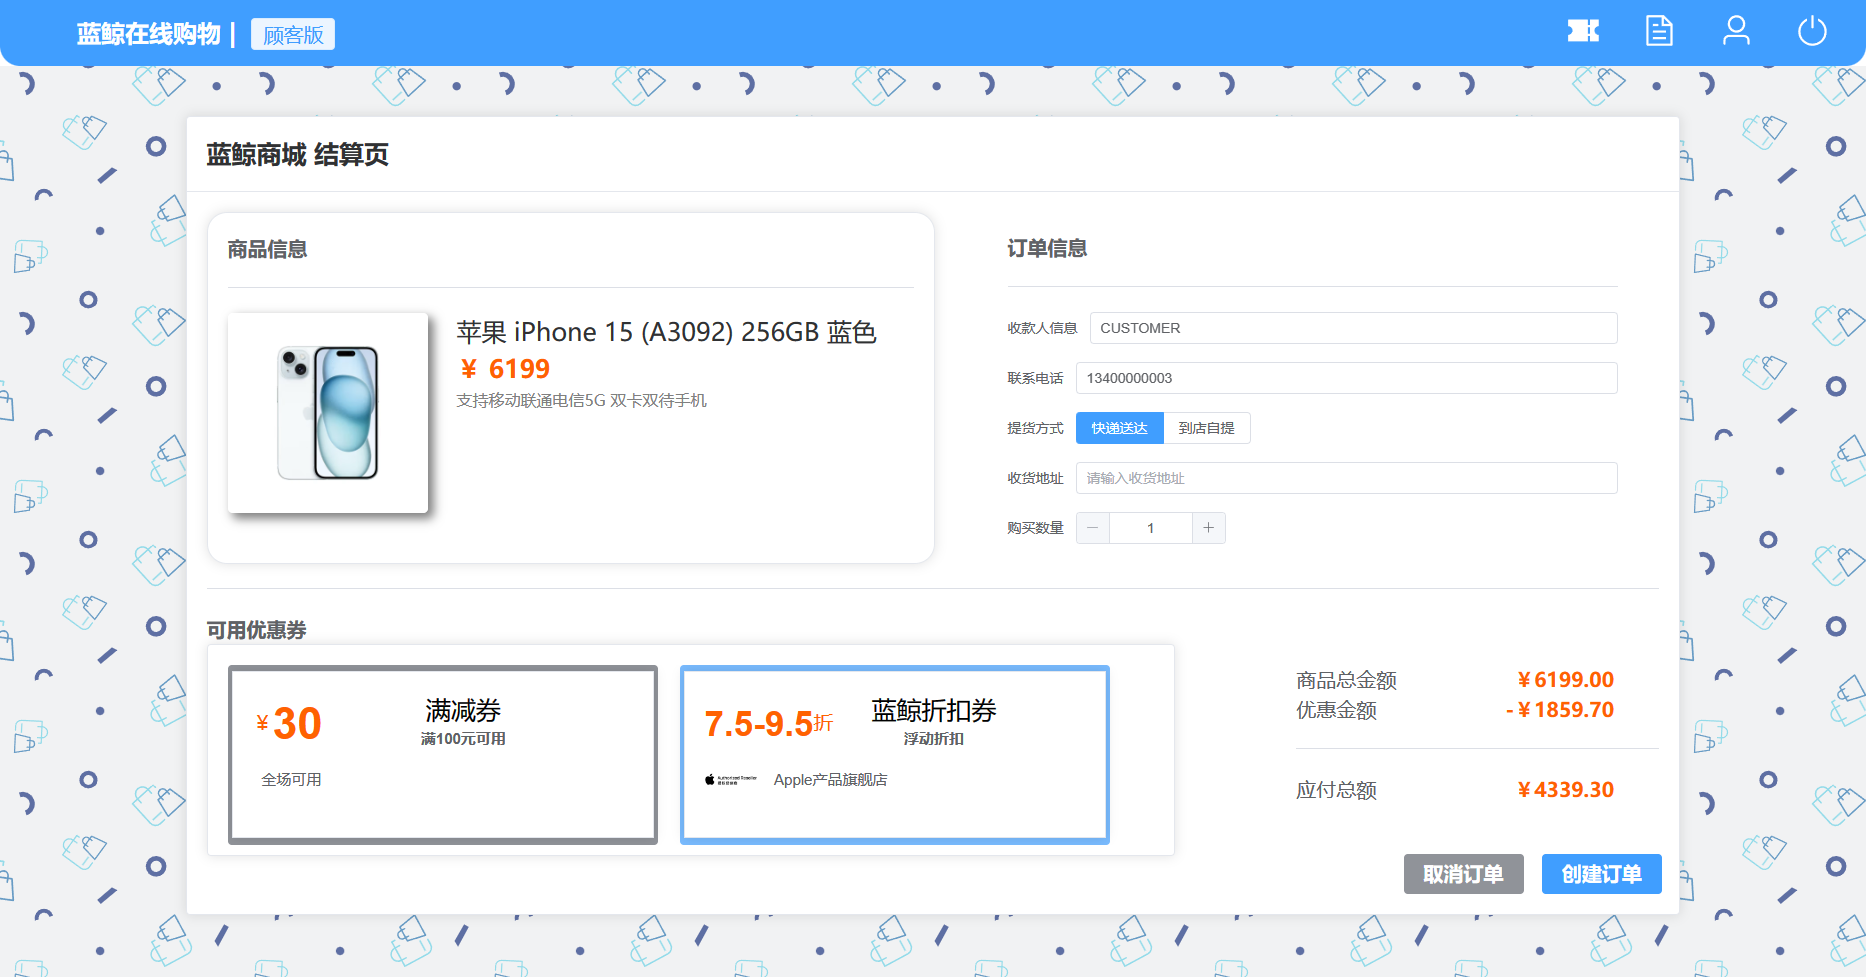 蓝鲸在线购物 | 顾客版
蓝鲸商城 结算页
商品信息
苹果 iPhone 15 (A3092) 256GB 蓝色
¥ 6199
支持移动联通电信5G 双卡双待手机
订单信息
收款人信息 CUSTOMER
联系电话 13400000003
提货方式 快递送达 到店自提
收货地址 请输入收货地址
购买数量 － 1 +
可用优惠券
¥ 30 满减券
满100元可用
全场可用
7.5-9.5折 蓝鲸折扣券
浮动折扣
Authorised Reseller
Apple产品旗舰店
商品总金额 ¥6199.00
优惠金额 -¥1859.70
应付总额 ¥4339.30
取消订单 创建订单